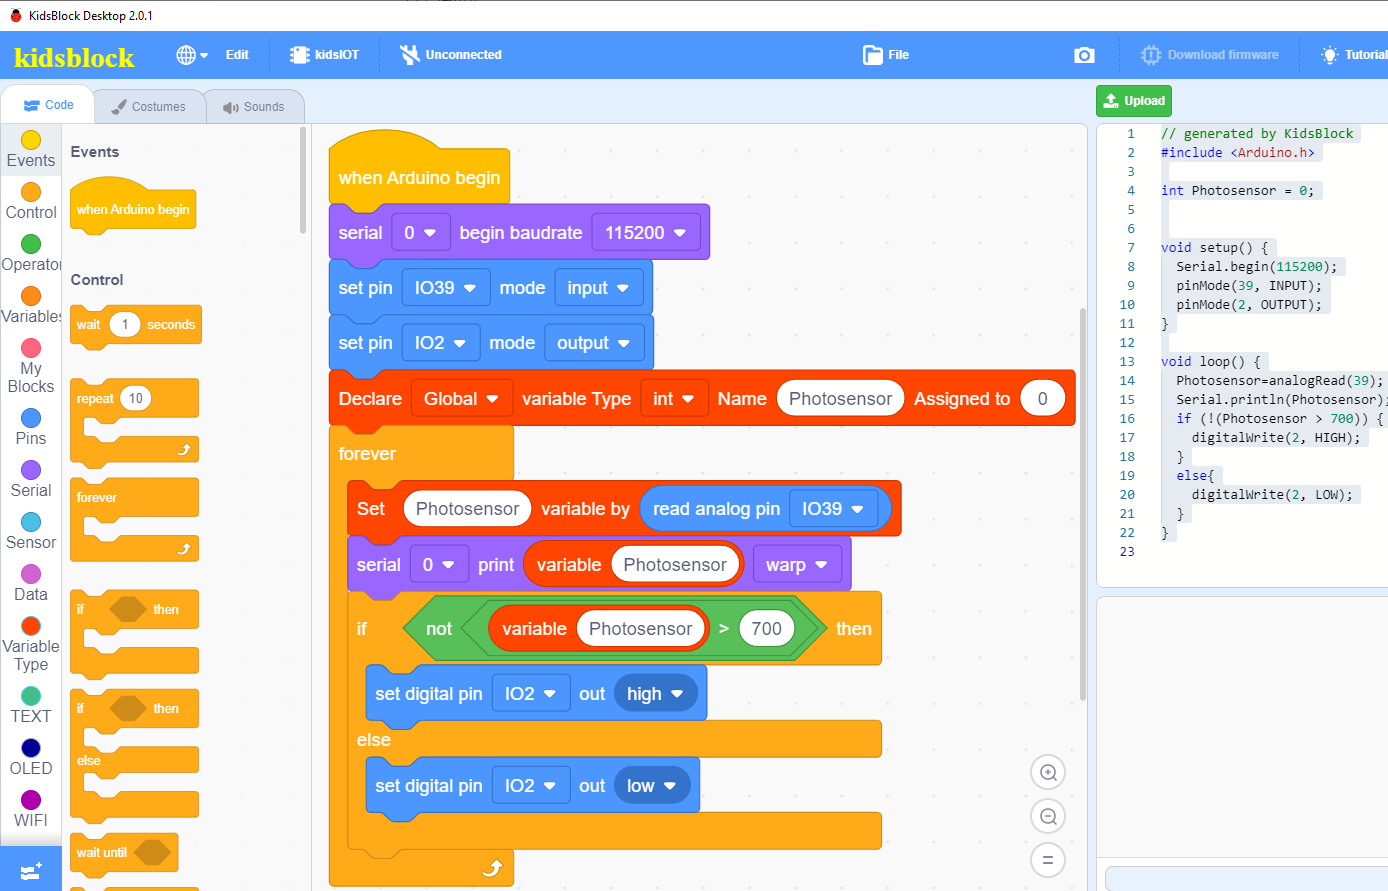 KidsBlock Desktop 2.0.1
kidsblock
Edit
kidsIOT
Unconnected
File
Download firmware
Tutorial
Code
Costumes
Sounds
Upload
Events
Control
Operator
Variables
My
Blocks
Pins
Serial
Sensor
Data
Variable
Type
TEXT
OLED
WIFI
Events
when Arduino begin
Control
wait 1 seconds
repeat 10
forever
if then
if then
else
wait until
when Arduino begin
serial 0 begin baudrate 115200
set pin IO39 mode input
set pin IO2 mode output
Declare Global variable Type int Name Photosensor Assigned to 0
forever
Set Photosensor variable by read analog pin IO39
serial 0 print variable Photosensor warp
if not variable Photosensor > 700 then
set digital pin IO2 out high
else
set digital pin IO2 out low
1 // generated by KidsBlock
2 #include <Arduino.h>
3
4 int Photosensor = 0;
5
6
7 void setup() {
8 Serial.begin(115200);
9 pinMode(39, INPUT);
10 pinMode(2, OUTPUT);
11 }
12
13 void loop() {
14 Photosensor=analogRead(39);
15 Serial.println(Photosensor);
16 if (!(Photosensor > 700)) {
17 digitalWrite(2, HIGH);
18 }
19 else{
20 digitalWrite(2, LOW);
21 }
22 }
23